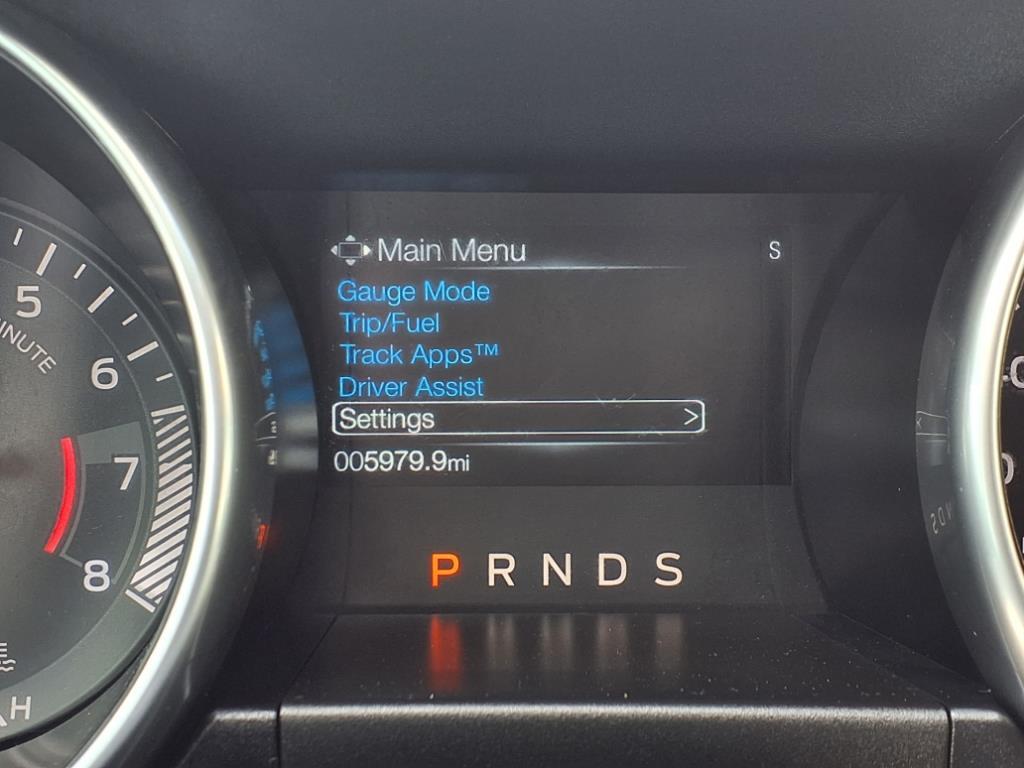 Main Menu S
Gauge Mode
Trip/Fuel
Track Apps™
Driver Assist
Settings >
005979.9mi
P R N D S
5
6
7
8
H